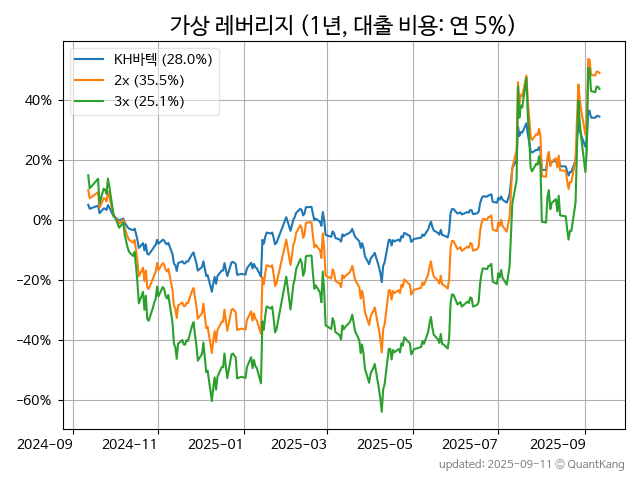 가상 레버리지 (1년, 대출 비용: 연 5%)
KH바텍 (28.0%)
2x (35.5%)
3x (25.1%)
40%
20%
0%
−20%
−40%
−60%
2024-09
2024-11
2025-01
2025-03
2025-05
2025-07
2025-09
updated: 2025-09-11 © QuantKang